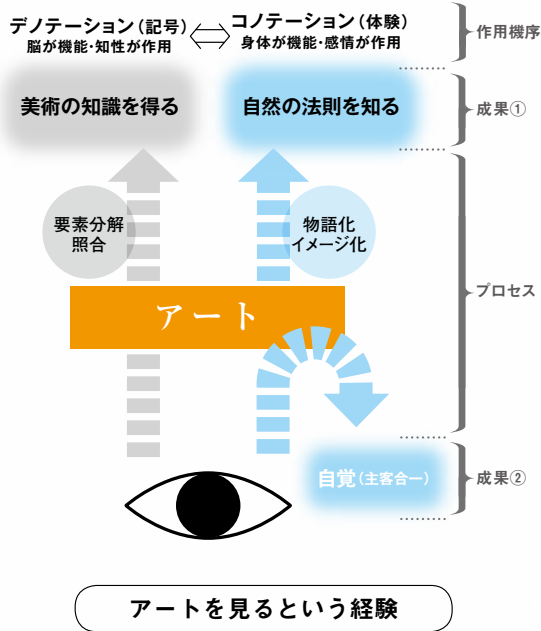 デノテーション（記号）
脳が機能・知性が作用
コノテーション（体験）
身体が機能・感情が作用
作用機序
美術の知識を得る
自然の法則を知る
成果①
要素分解
照合
物語化
イメージ化
アート
プロセス
自覚（主客合一）
成果②
アートを見るという経験